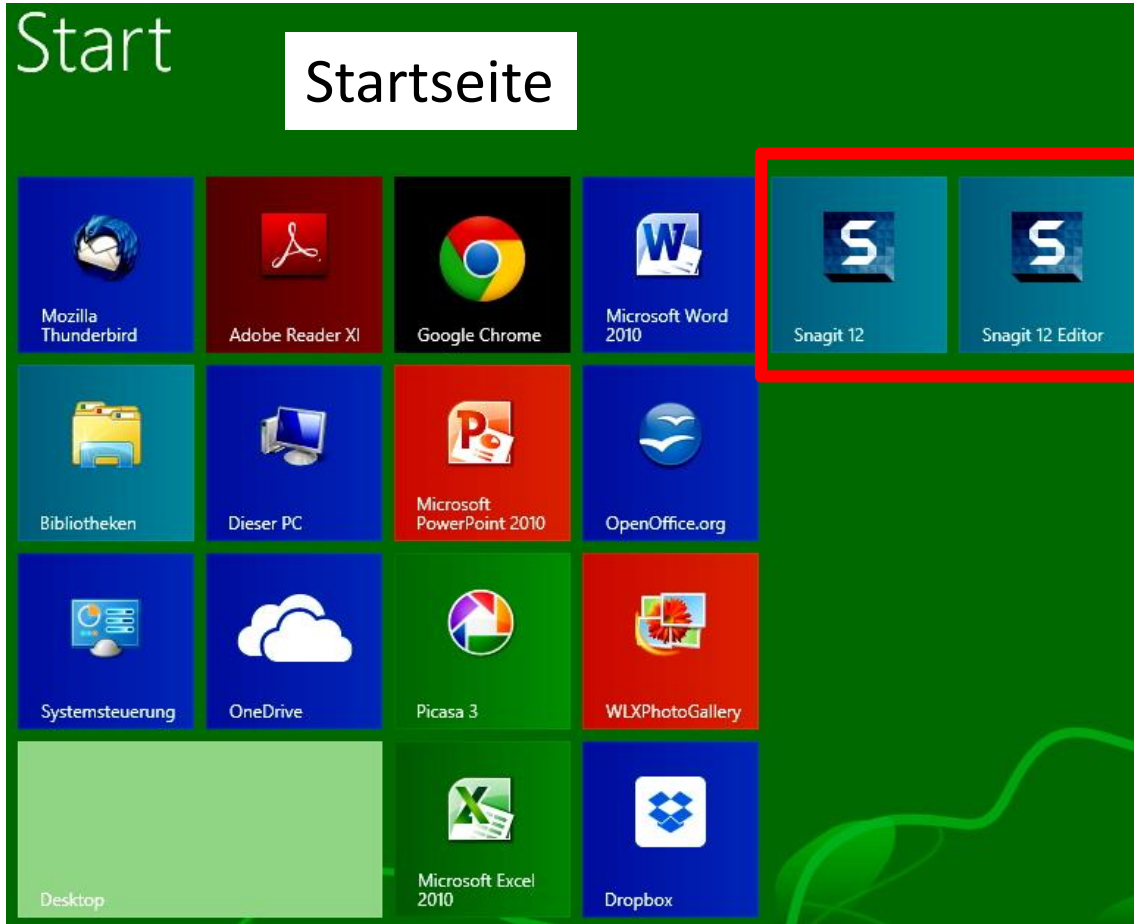 Start
Startseite
Mozilla
Thunderbird
Adobe Reader XI
Google Chrome
Microsoft Word
2010
Snagit 12
Snagit 12 Editor
Bibliotheken
Dieser PC
Microsoft
PowerPoint 2010
OpenOffice.org
Systemsteuerung
OneDrive
Picasa 3
WLXPhotoGallery
Desktop
Microsoft Excel
2010
Dropbox